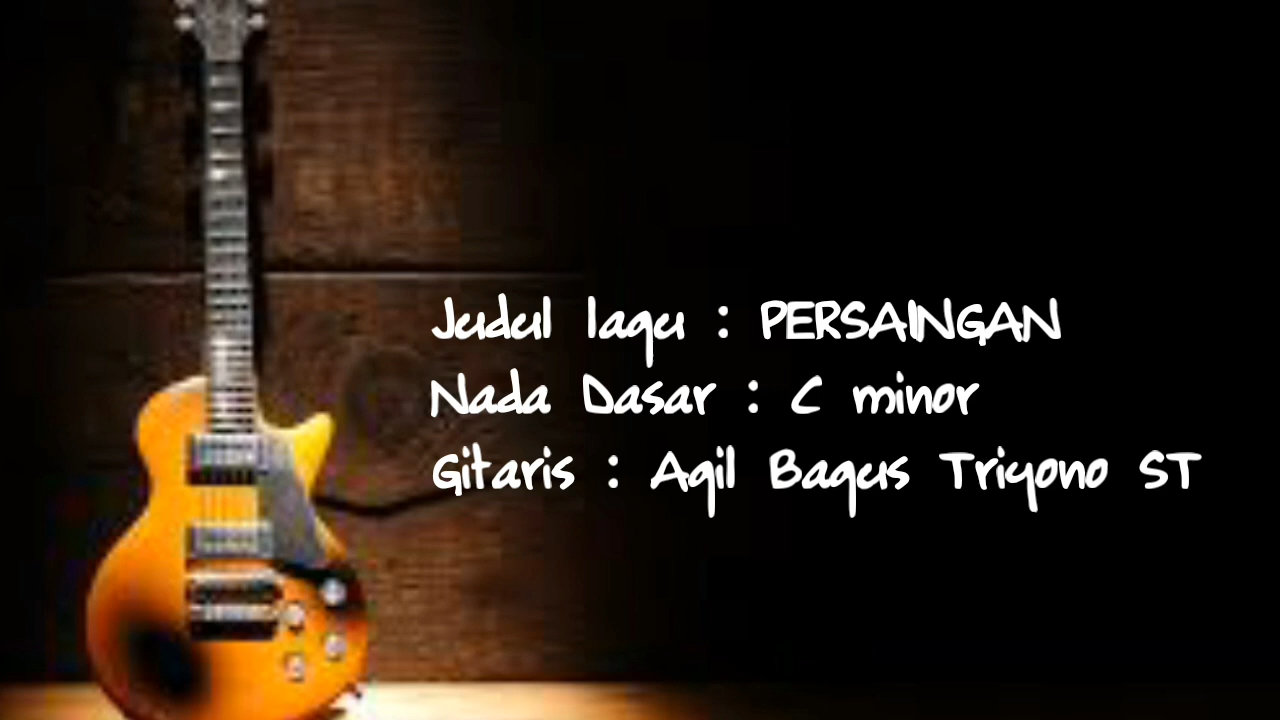 Judul lagu : PERSAINGAN
Nada Dasar : C minor
Gitaris : Agil Bagus Triyono ST